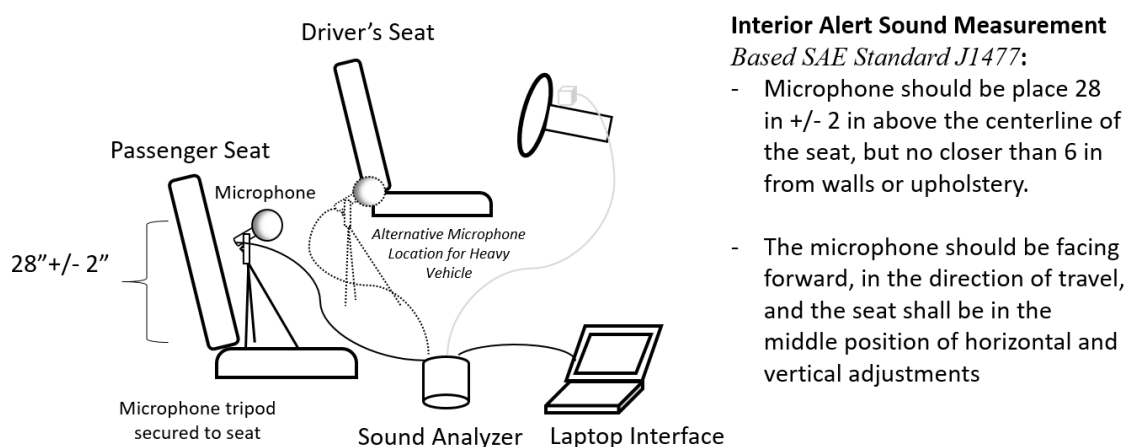 Driver's Seat
Passenger Seat
Microphone
28”+/- 2”
Alternative Microphone
Location for Heavy
Vehicle
Microphone tripod
secured to seat
Sound Analyzer
Laptop Interface
Interior Alert Sound Measurement
Based SAE Standard J1477:
- Microphone should be place 28
in +/- 2 in above the centerline of
the seat, but no closer than 6 in
from walls or upholstery.
- The microphone should be facing
forward, in the direction of travel,
and the seat shall be in the
middle position of horizontal and
vertical adjustments